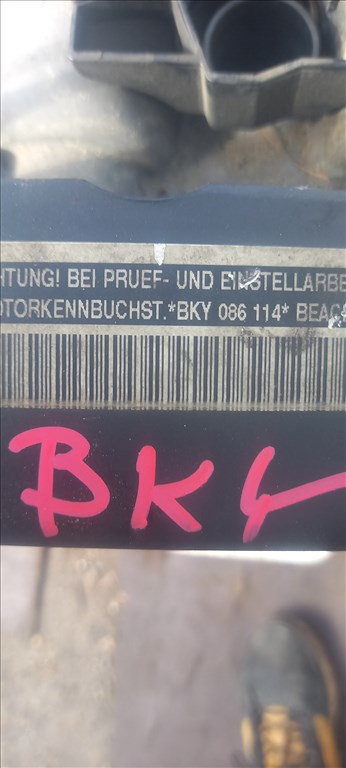 HTUNG! BEI PRUEF- UND EINSTELLARBE
OTORKENNBUCHST.*BKY 086 114* BEAC
BKY